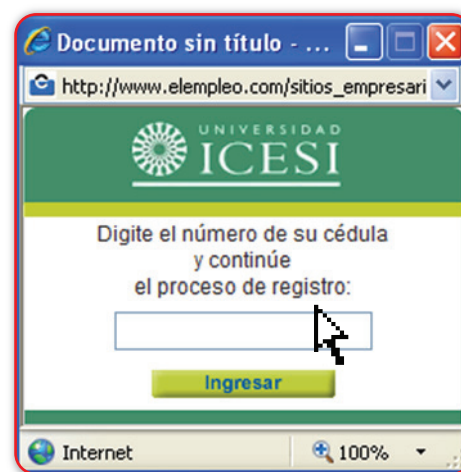 Documento sin título - ...
http://www.elempleo.com/sitios_empresari
UNIVERSIDAD
ICESI
Digite el número de su cédula
y continúe
el proceso de registro:
Ingresar
Internet
100%